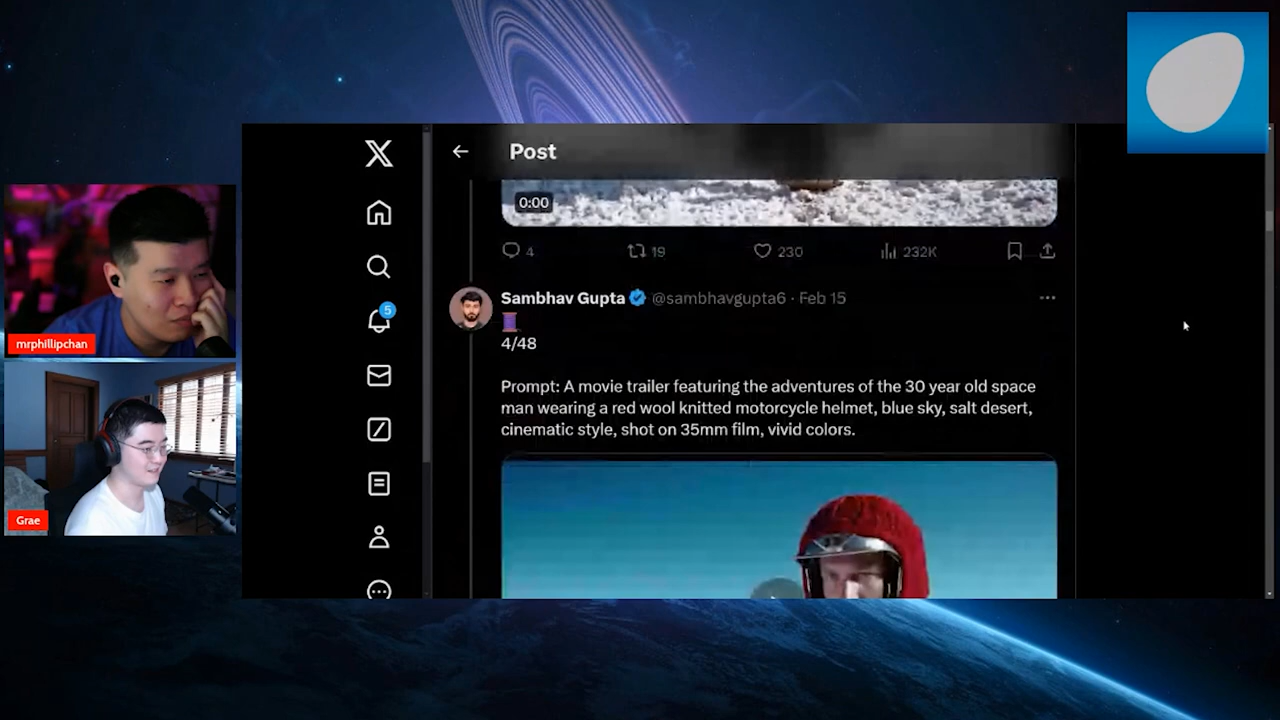 Post
0:00
4
19
230
232K
5
Sambhav Gupta @sambhavgupta6 · Feb 15
4/48
Prompt: A movie trailer featuring the adventures of the 30 year old space
man wearing a red wool knitted motorcycle helmet, blue sky, salt desert,
cinematic style, shot on 35mm film, vivid colors.
mrphillipchan
Grae